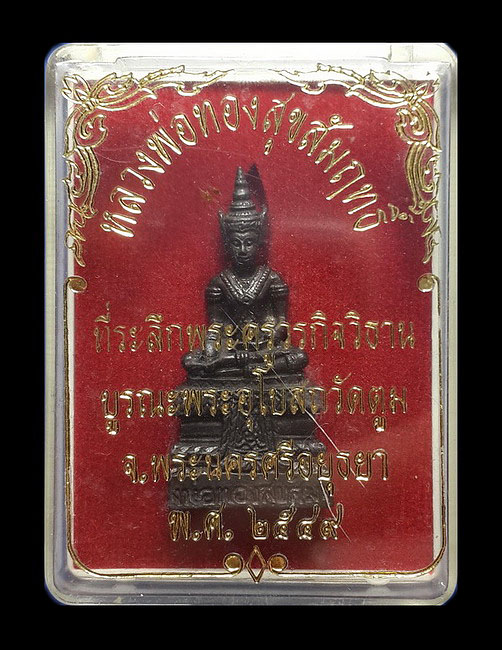 หลวงพ่อทองสุขสัมฤทธิ์
ที่ระลึกพระครูวรกิจวิธาน
บูรณะพระอุโบสถวัดตูม
จ.พระนครศรีอยุธยา
พ.ศ. ๒๕๔๙